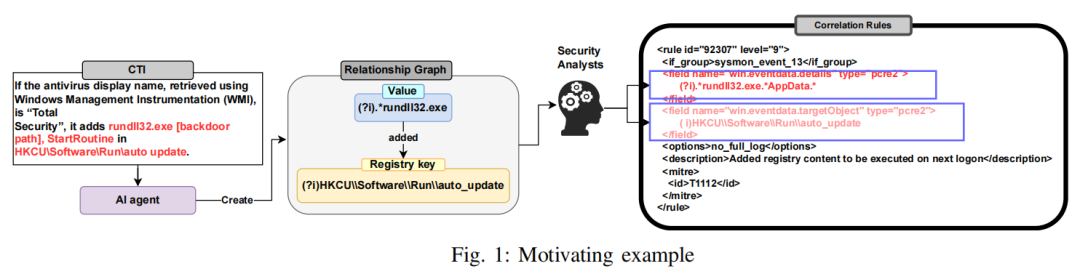 CTI
If the antivirus display name, retrieved using
Windows Management Instrumentation (WMI),
is “Total
Security”, it adds rundll32.exe [backdoor
path], StartRoutine in
HKCU\Software\Run\auto update.
AI agent
Create
Relationship Graph
Value
(?i).*rundll32.exe
added
Registry key
(?i)HKCU\\Software\\Run\\auto_update
Security
Analysts
Correlation Rules
<rule id="92307" level="9">
<if_group>sysmon_event_13</if_group>
<field name="win.eventdata.details" type="pcre2">
(?i).*rundll32.exe.*AppData.*
</field>
<field name="win.eventdata.targetObject" type="pcre2">
( i)HKCU\\Software\\Run\\auto_update
</field>
<options>no_full_log</options>
<description>Added registry content to be executed on next logon</description>
<mitre>
<id>T1112</id>
</mitre>
</rule>
Fig. 1: Motivating example